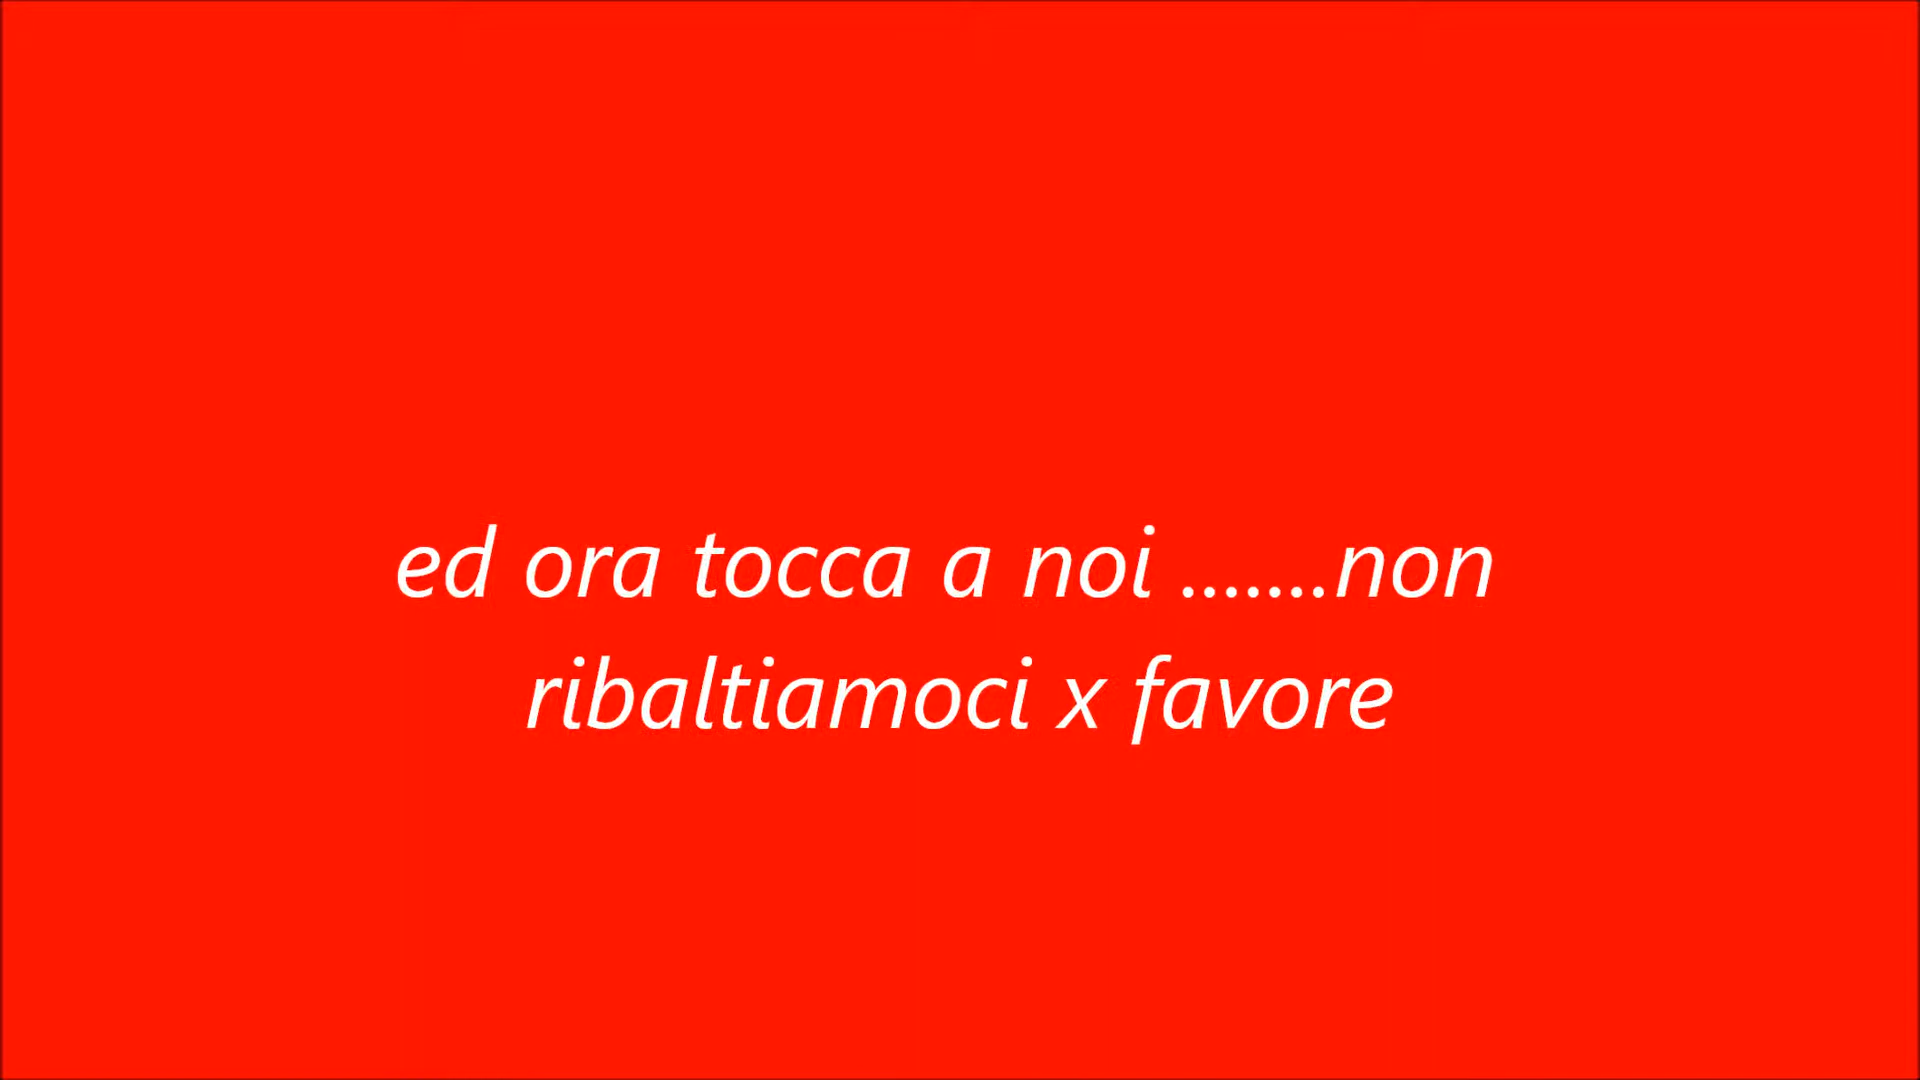 ed ora tocca a noi .......non
ribaltiamoci x favore